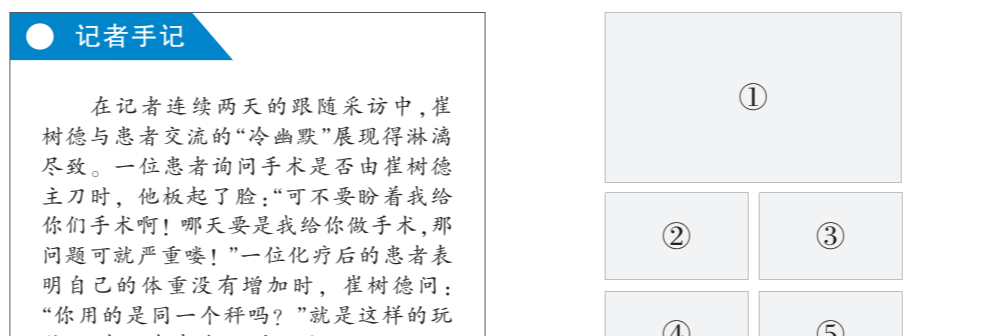 记者手记
在记者连续两天的跟随采访中,崔
树德与患者交流的“冷幽默”展现得淋漓
尽致。一位患者询问手术是否由崔树德
主刀时，他板起了脸:“可不要盼着我给
你们手术啊！哪天要是我给你做手术,那
问题可就严重喽！”一位化疗后的患者表
明自己的体重没有增加时，崔树德问:
“你用的是同一个秤吗？”就是这样的玩
①
②
③
④
⑤